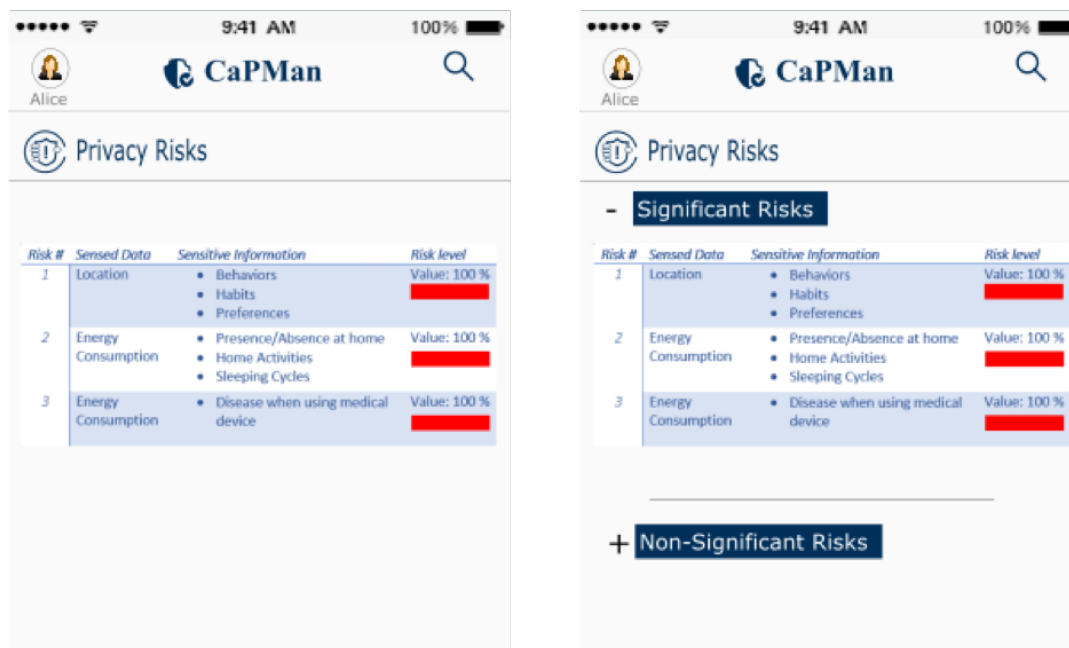 9:41 AM 100%
Alice
CaPMan
Privacy Risks
Risk # Sensed Data Sensitive Information Risk level
1 Location • Behaviors Value: 100 %
• Habits
• Preferences
2 Energy • Presence/Absence at home Value: 100 %
Consumption • Home Activities
• Sleeping Cycles
3 Energy • Disease when using medical Value: 100 %
Consumption device
9:41 AM 100%
Alice
CaPMan
Privacy Risks
- Significant Risks
Risk # Sensed Data Sensitive Information Risk level
1 Location • Behaviors Value: 100 %
• Habits
• Preferences
2 Energy • Presence/Absence at home Value: 100 %
Consumption • Home Activities
• Sleeping Cycles
3 Energy • Disease when using medical Value: 100 %
Consumption device
+ Non-Significant Risks